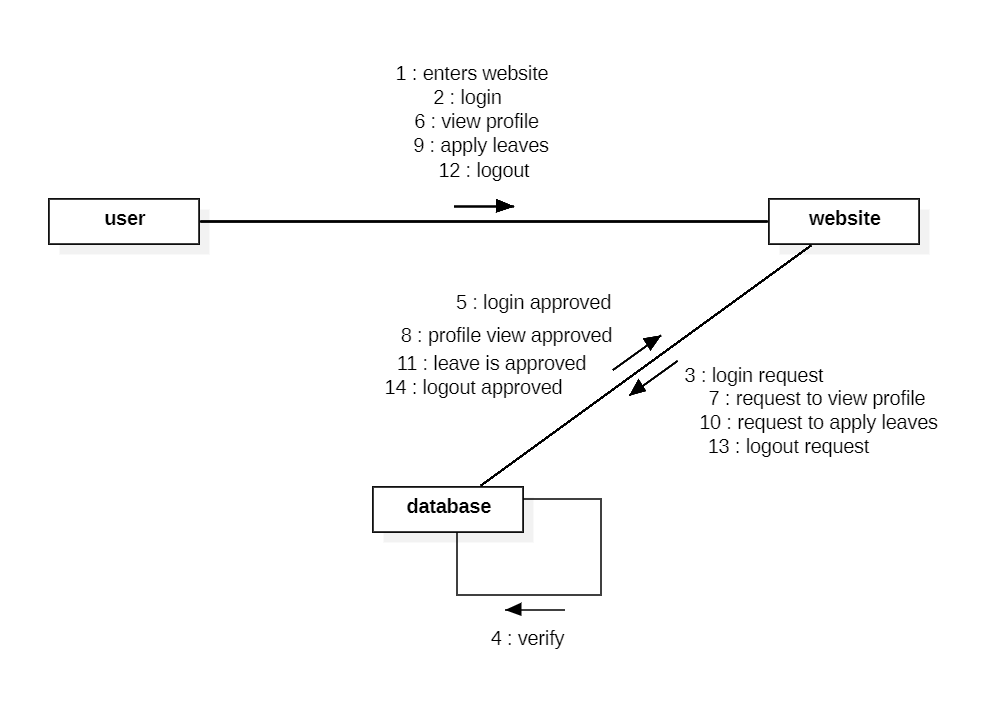 1 : enters website
2 : login
6 : view profile
9 : apply leaves
12 : logout
user
website
5 : login approved
8 : profile view approved
11 : leave is approved
14 : logout approved
3 : login request
7 : request to view profile
10 : request to apply leaves
13 : logout request
database
4 : verify